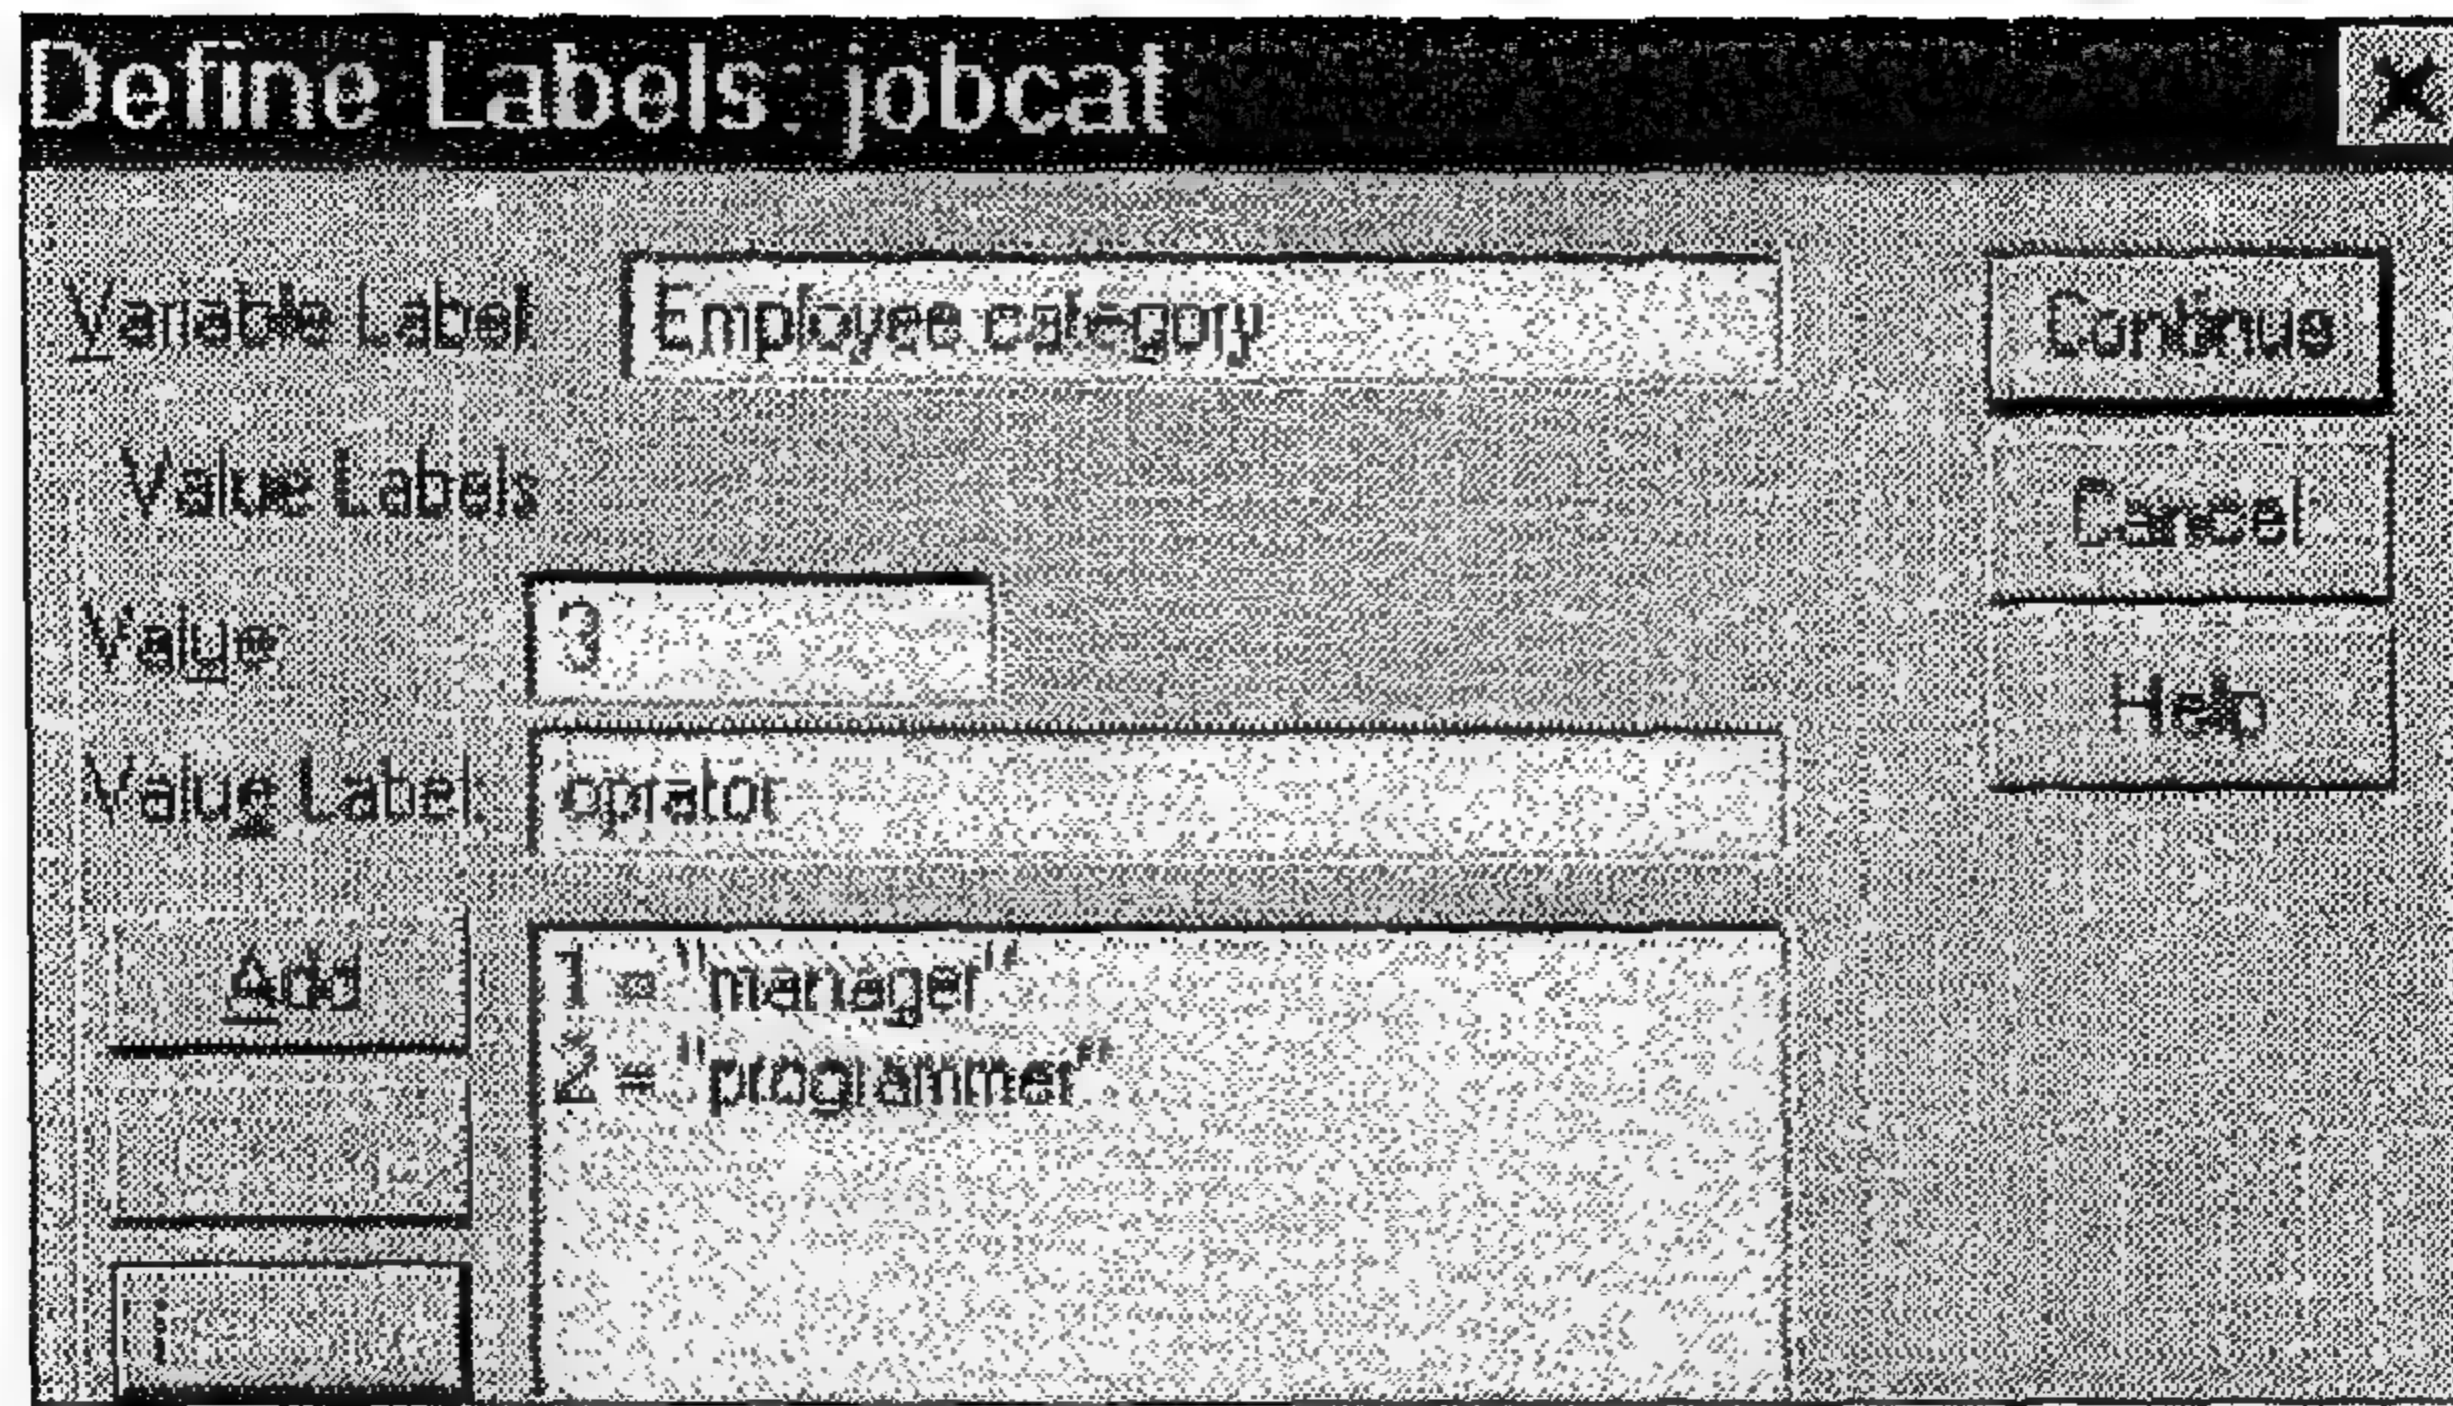 Define Labels: jobcat
Variable Label Employee category Continue
Value Labels
Cancel
Value 3
Help
Value Label: oprator
Add
1 = "manager"
2 = "programmer"